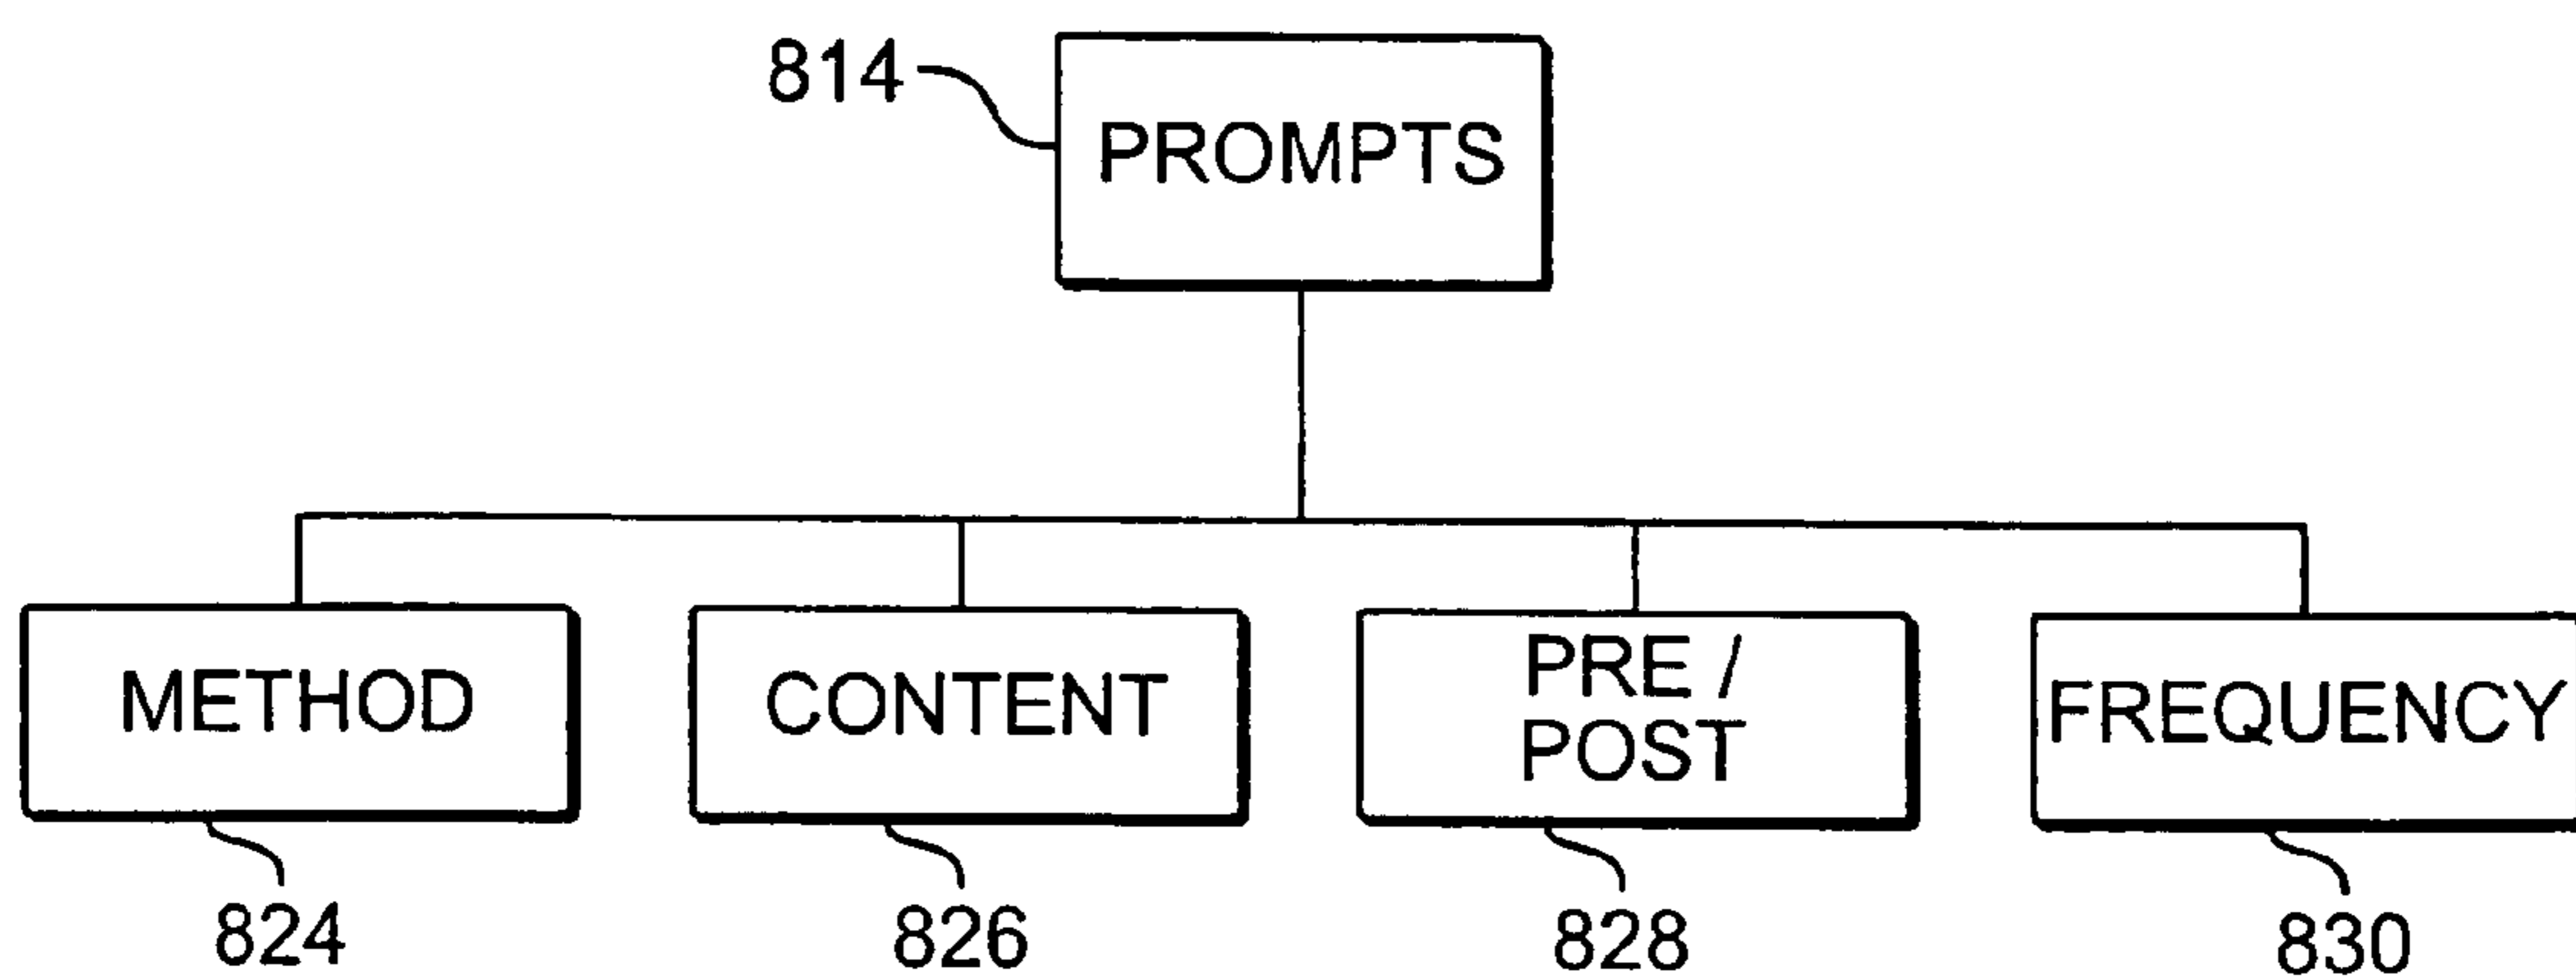 814
PROMPTS
METHOD
CONTENT
PRE /
POST
FREQUENCY
824
826
828
830